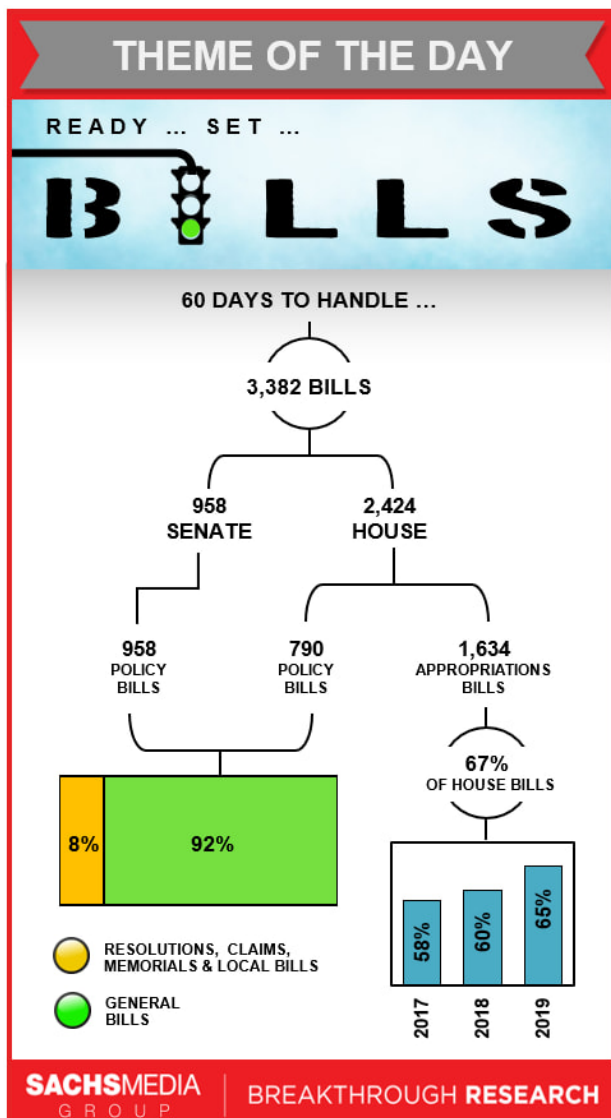 THEME OF THE DAY
READY ... SET ...
BILLS
60 DAYS TO HANDLE ...
3,382 BILLS
958
SENATE
2,424
HOUSE
958
POLICY
BILLS
790
POLICY
BILLS
1,634
APPROPRIATIONS
BILLS
67%
OF HOUSE BILLS
8%
92%
58%
60%
65%
2017
2018
2019
RESOLUTIONS, CLAIMS,
MEMORIALS & LOCAL BILLS
GENERAL
BILLS
SACHSMEDIA
GROUP
BREAKTHROUGH RESEARCH